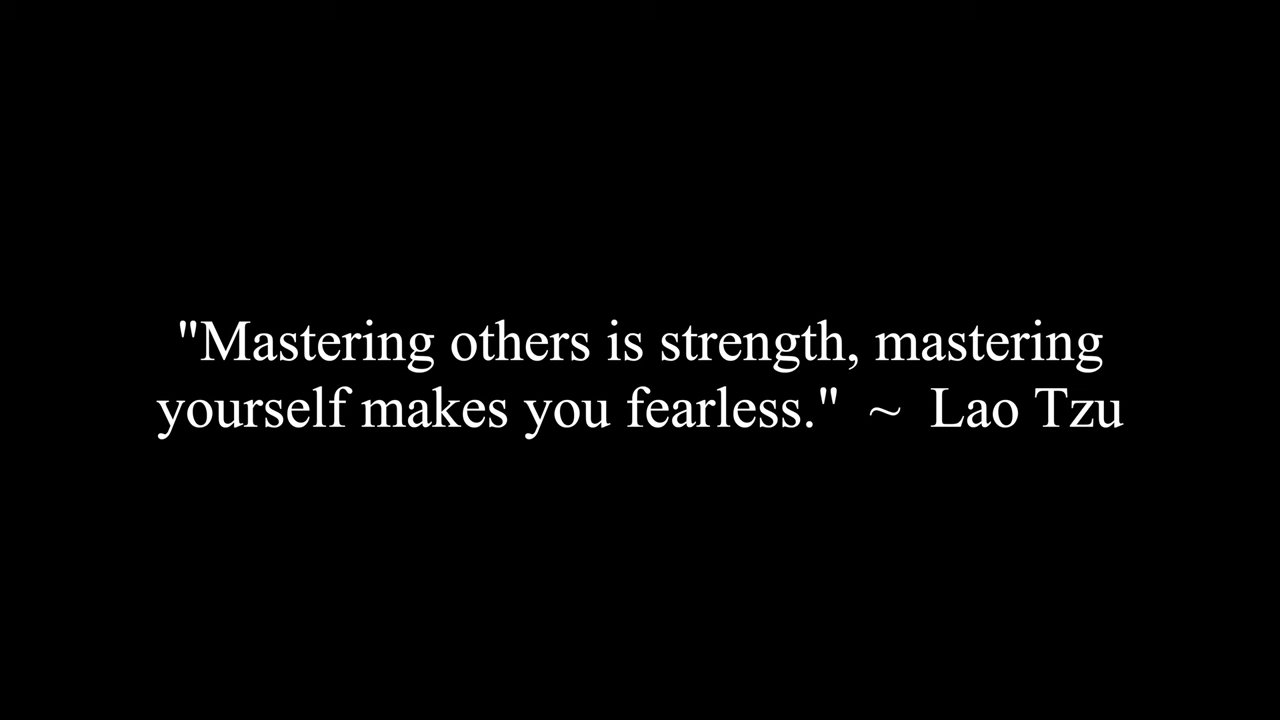 "Mastering others is strength, mastering
yourself makes you fearless."  ~  Lao Tzu